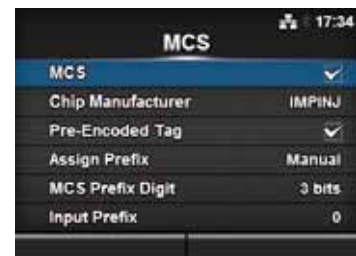 17:34
MCS
MCS
Chip Manufacturer IMPINJ
Pre-Encoded Tag
Assign Prefix Manual
MCS Prefix Digit 3 bits
Input Prefix 0